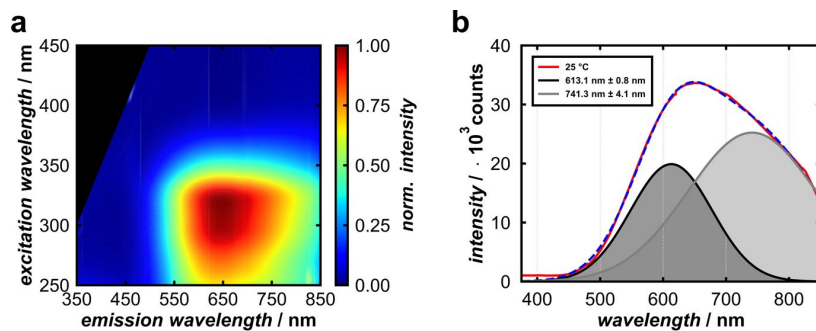 a
450
400
350
300
250
excitation wavelength / nm
350 450 550 650 750 850
emission wavelength / nm
1.00
0.75
0.50
0.25
0.00
norm. intensity
b
40
30
20
10
0
intensity / · 10³ counts
25 °C
613.1 nm ± 0.8 nm
741.3 nm ± 4.1 nm
400 500 600 700 800
wavelength / nm